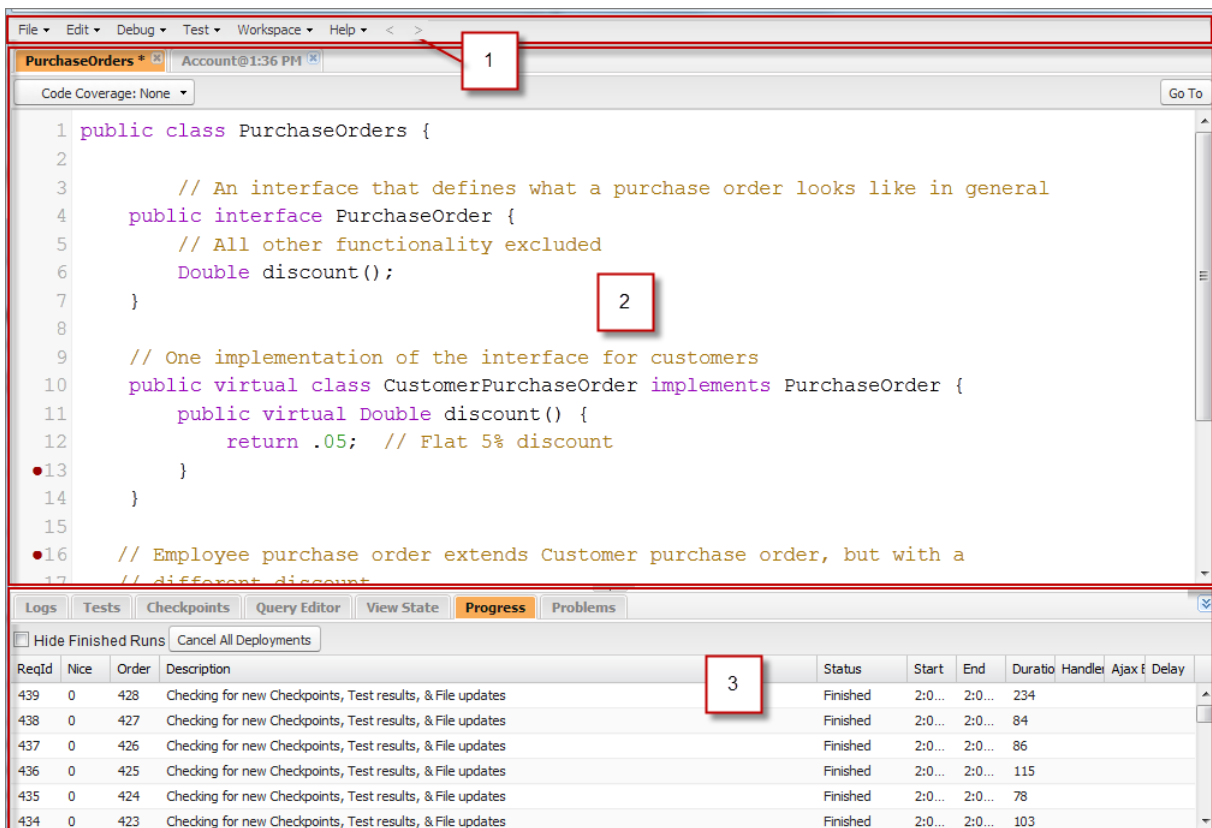 File Edit Debug Test Workspace Help < >
1
PurchaseOrders * Account@1:36 PM
Code Coverage: None Go To
1 public class PurchaseOrders {
2
3 // An interface that defines what a purchase order looks like in general
4 public interface PurchaseOrder {
5 // All other functionality excluded
6 Double discount();
7 }
2
8
9 // One implementation of the interface for customers
10 public virtual class CustomerPurchaseOrder implements PurchaseOrder {
11 public virtual Double discount() {
12 return .05; // Flat 5% discount
13 }
14 }
15
16 // Employee purchase order extends Customer purchase order, but with a
17 // different discount
Logs Tests Checkpoints Query Editor View State Progress Problems
Hide Finished Runs Cancel All Deployments
3
ReqId Nice Order Description Status Start End Duratio Handler Ajax Delay
439 0 428 Checking for new Checkpoints, Test results, & File updates Finished 2:0... 2:0... 234
438 0 427 Checking for new Checkpoints, Test results, & File updates Finished 2:0... 2:0... 84
437 0 426 Checking for new Checkpoints, Test results, & File updates Finished 2:0... 2:0... 86
436 0 425 Checking for new Checkpoints, Test results, & File updates Finished 2:0... 2:0... 115
435 0 424 Checking for new Checkpoints, Test results, & File updates Finished 2:0... 2:0... 78
434 0 423 Checking for new Checkpoints, Test results, & File updates Finished 2:0... 2:0... 103